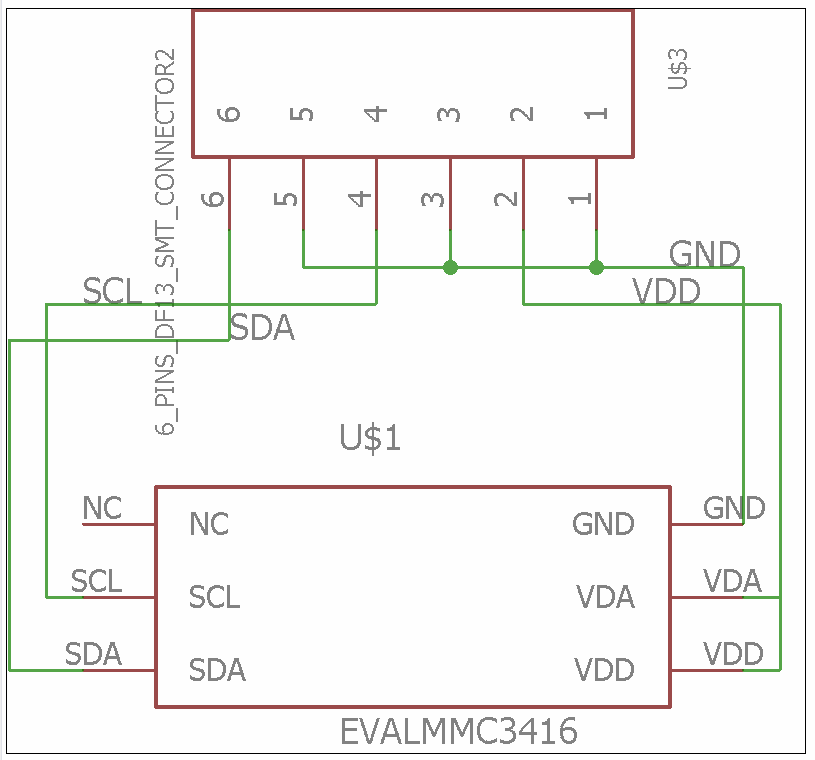 6_PINS_DF13_SMT_CONNECTOR2
U$3
6 5 4 3 2 1
6 5 4 3 2 1
GND
SCL
VDD
SDA
U$1
NC NC GND GND
SCL SCL VDA VDA
SDA SDA VDD VDD
EVALMMC3416